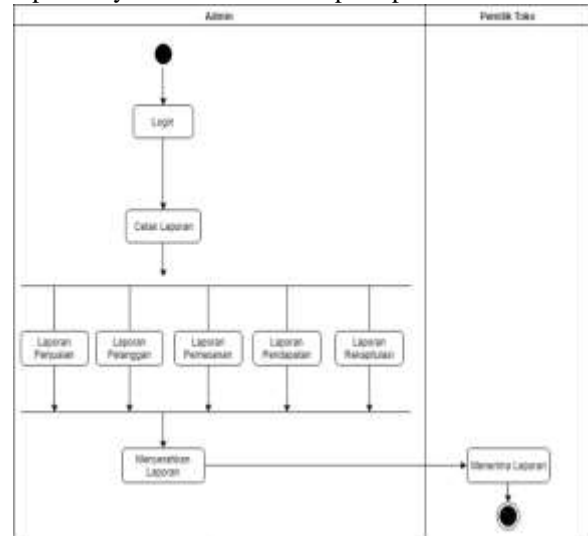 Admin
Pemilik Toko
Login
Cetak Laporan
Laporan
Penjualan
Laporan
Pelanggan
Laporan
Pemesanan
Laporan
Pendapatan
Laporan
Rekapitulasi
Menyerahkan
Laporan
Menerima Laporan